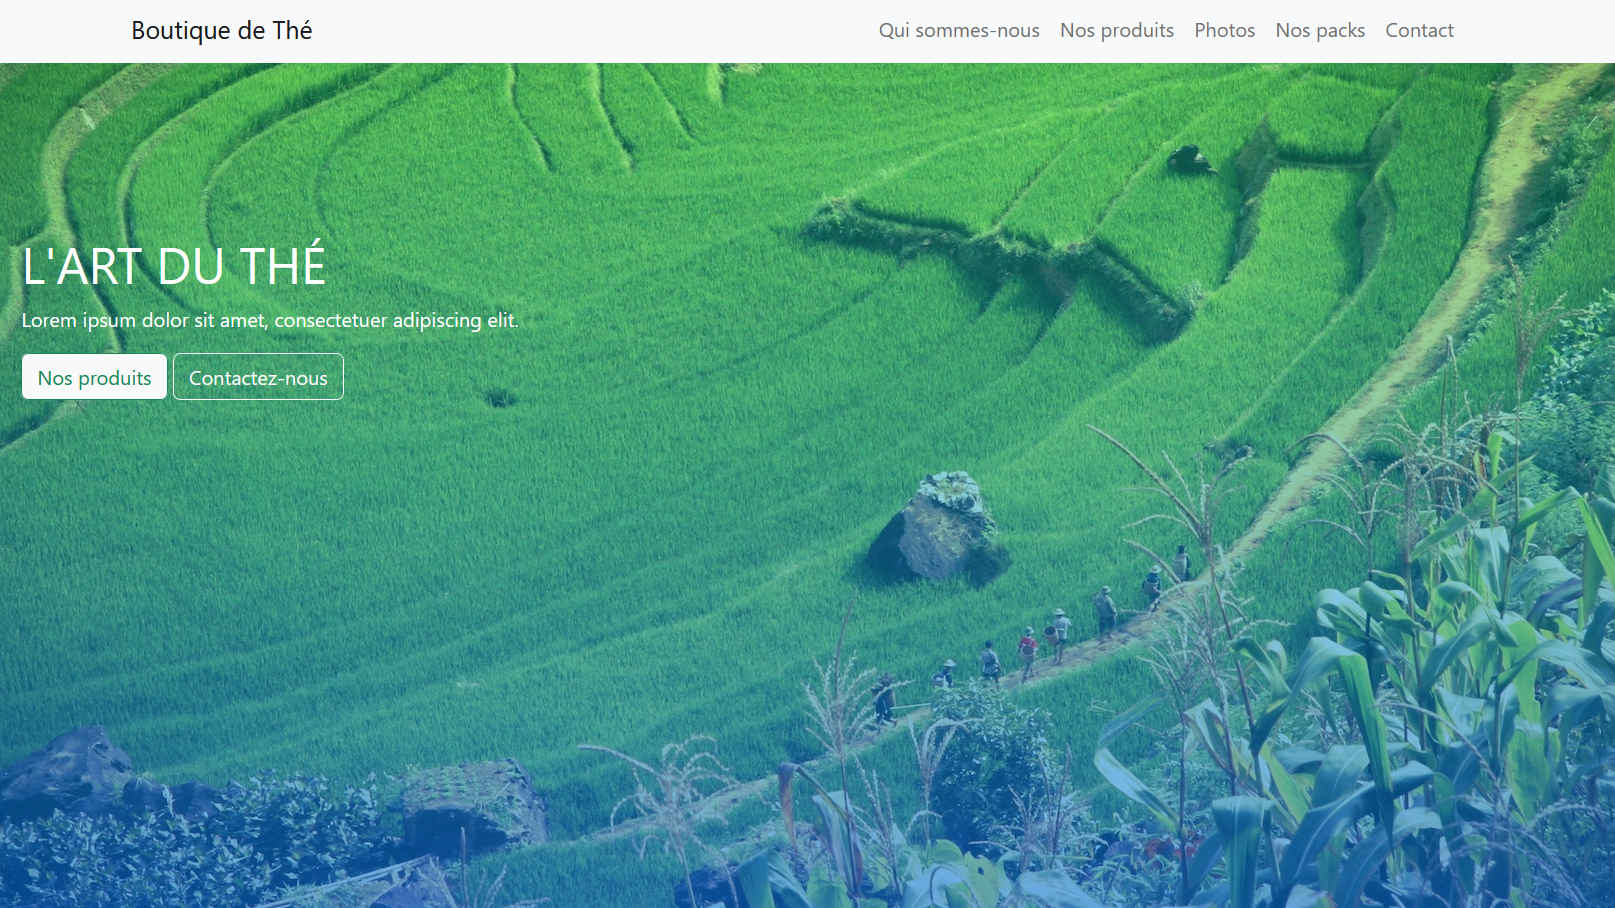 Boutique de Thé
Qui sommes-nous Nos produits Photos Nos packs Contact
L'ART DU THÉ
Lorem ipsum dolor sit amet, consectetuer adipiscing elit.
Nos produits Contactez-nous